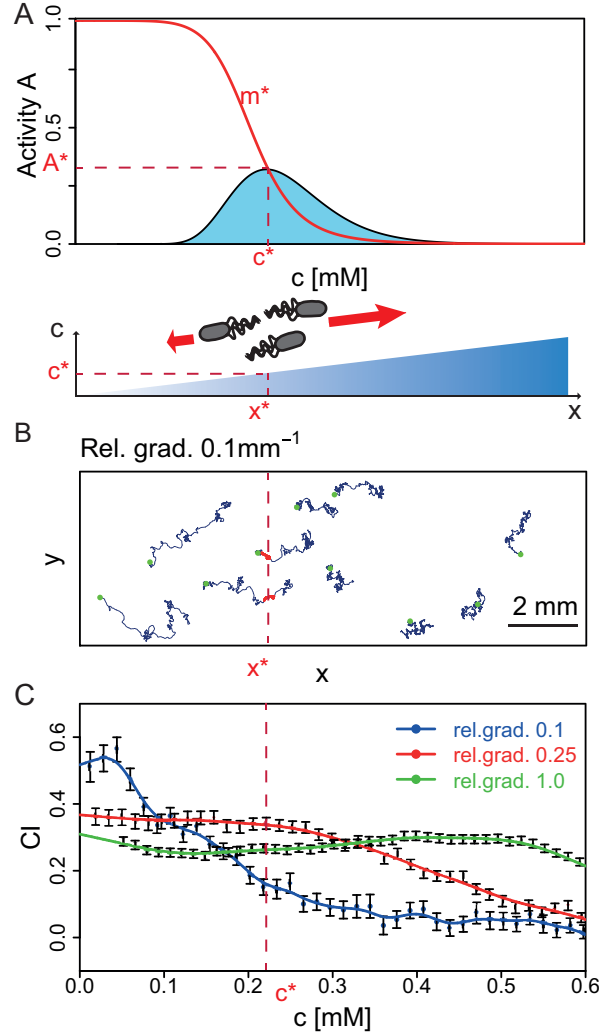 A
1.0
0.5
0.0
Activity A
A*
m*
c*
c [mM]
c
c*
x*
x
B
Rel. grad. 0.1mm⁻¹
y
2 mm
x*
x
C
rel.grad. 0.1
rel.grad. 0.25
rel.grad. 1.0
0.6
0.4
0.2
0.0
CI
0.0 0.1 0.2 0.3 0.4 0.5 0.6
c*
c [mM]